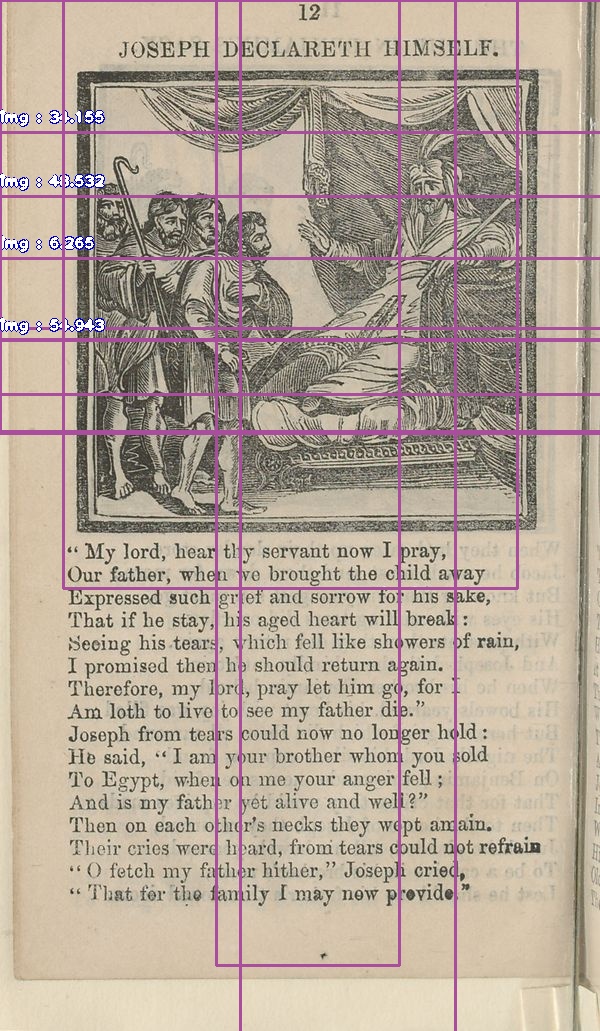 12
JOSEPH DECLARETH HIMSELF.
Img : 34.155
Img : 48.532
Img : 6.265
Img : 54.943
“ My lord, hear thy servant now I pray,
Our father, when we brought the child away
Expressed such grief and sorrow for his sake,
That if he stay, his aged heart will break :
Seeing his tears, which fell like showers of rain,
I promised then he should return again.
Therefore, my lord, pray let him go, for I
Am loth to live to see my father die.”
Joseph from tears could now no longer hold :
He said, “ I am your brother whom you sold
To Egypt, when on me your anger fell ;
And is my father yet alive and well ?”
Then on each other's necks they wept amain.
Their cries were heard, from tears could not refrain
“ O fetch my father hither,” Joseph cried,
“ That for the family I may now provide.”